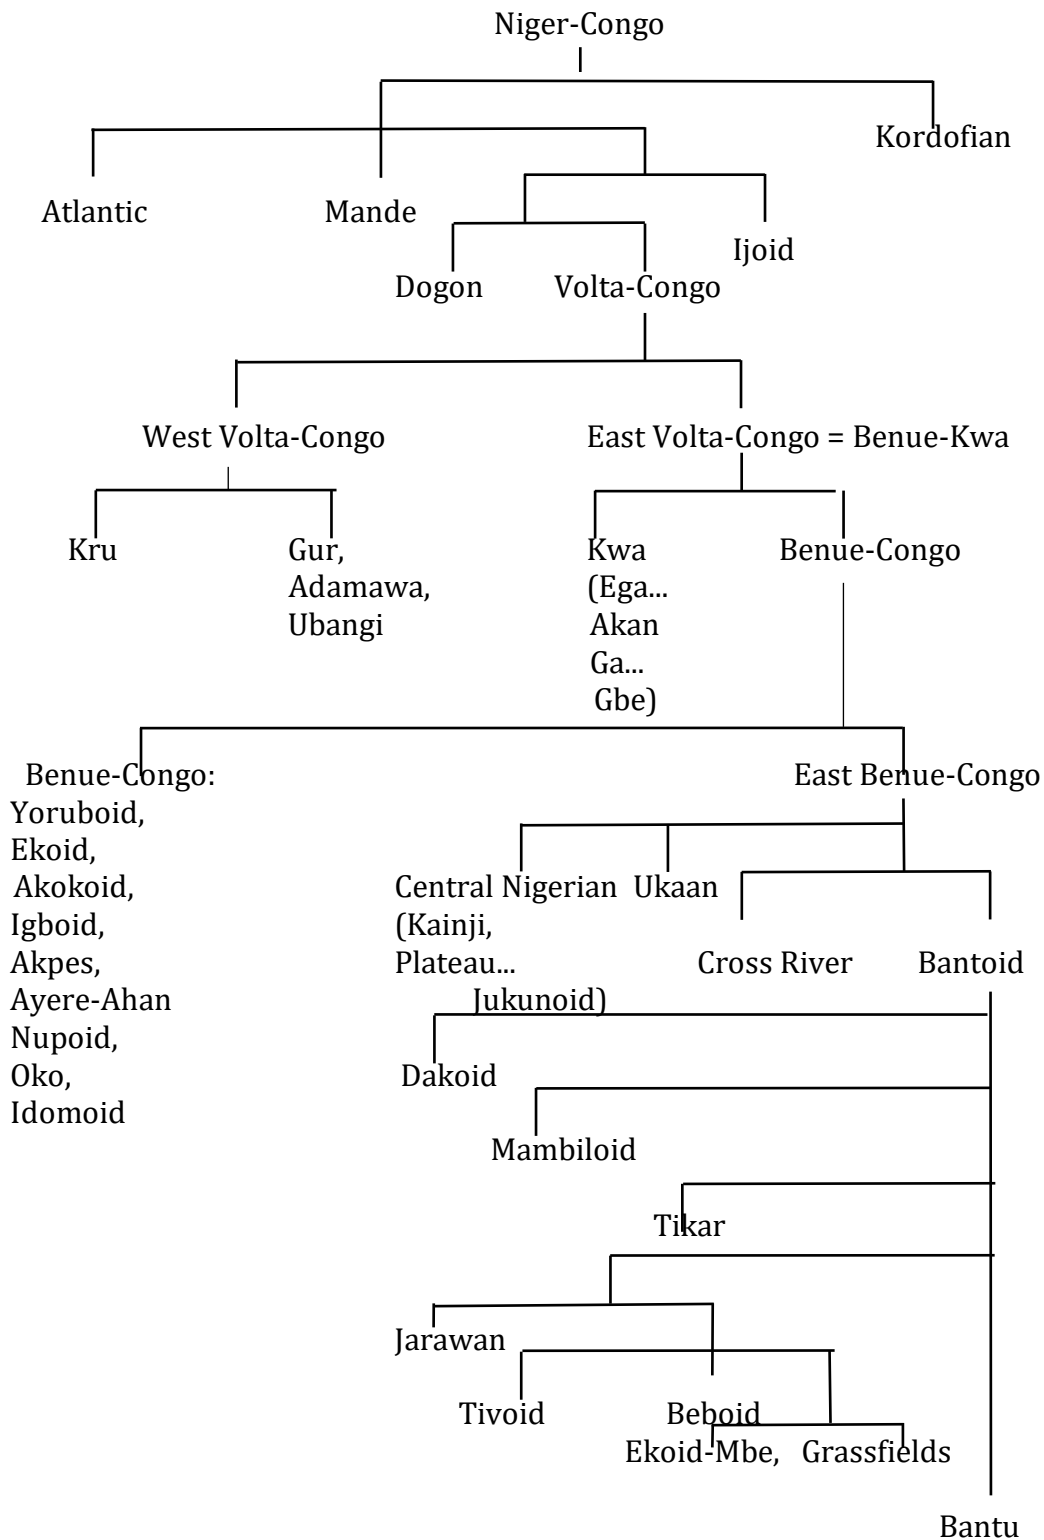 Niger-Congo
Kordofian
Atlantic
Mande
Ijoid
Dogon
Volta-Congo
West Volta-Congo
East Volta-Congo = Benue-Kwa
Kru
Gur,
Adamawa,
Ubangi
Kwa
(Ega...
Akan
Ga...
Gbe)
Benue-Congo
Benue-Congo:
Yoruboid,
Ekoid,
Akokoid,
Igboid,
Akpes,
Ayere-Ahan
Nupoid,
Oko,
Idomoid
East Benue-Congo
Central Nigerian
(Kainji,
Plateau...
Jukunoid)
Ukaan
Cross River
Bantoid
Dakoid
Mambiloid
Tikar
Jarawan
Tivoid
Beboid
Ekoid-Mbe,
Grassfields
Bantu